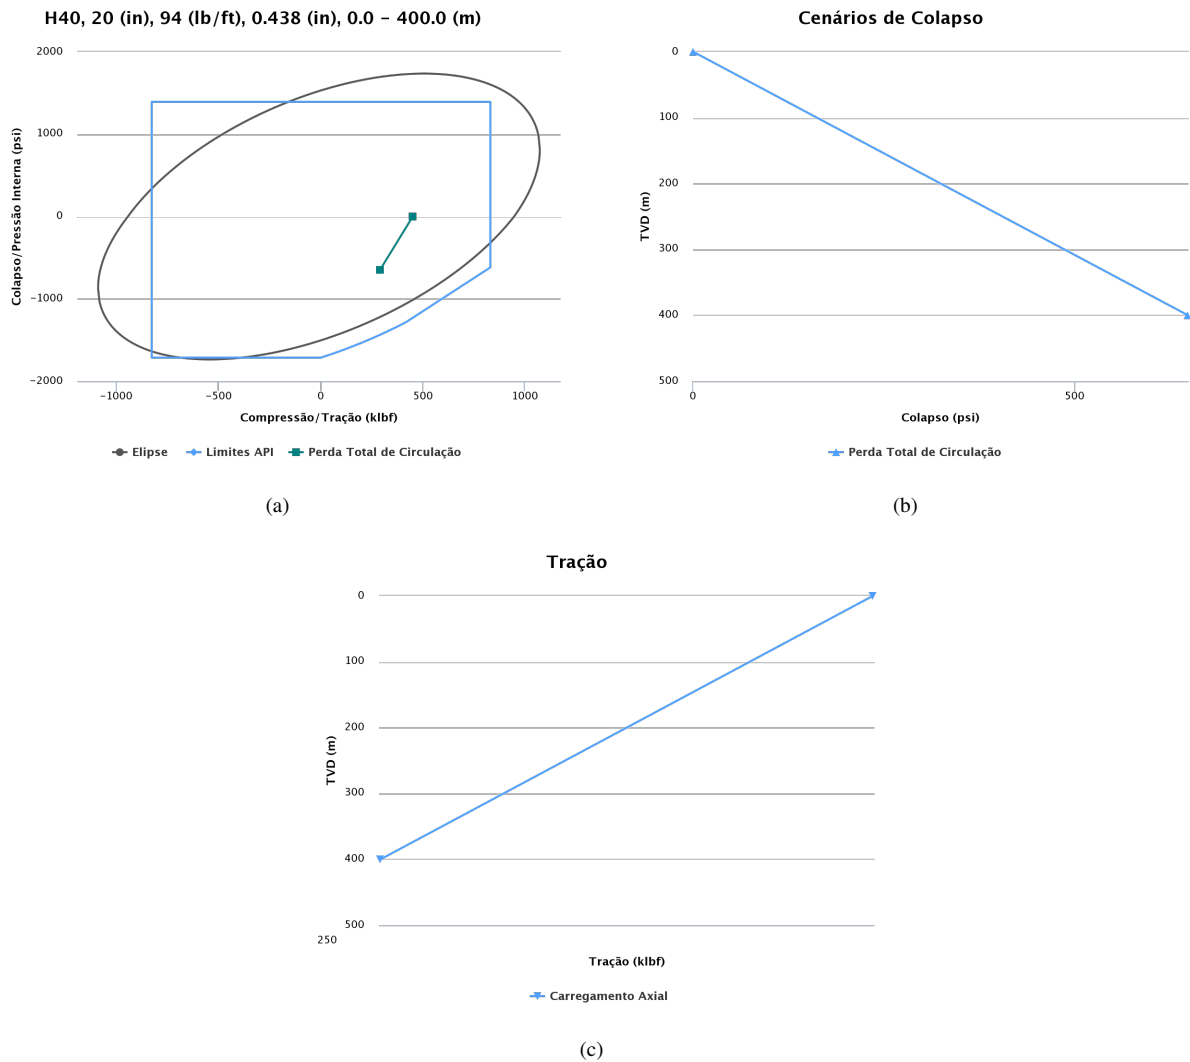 H40, 20 (in), 94 (lb/ft), 0.438 (in), 0.0 – 400.0 (m)
2000
1000
0
−1000
−2000
Colapso/Pressão Interna (psi)
−1000
−500
0
500
1000
Compressão/Tração (klbf)
Elipse
Limites API
Perda Total de Circulação
(a)
Cenários de Colapso
0
100
200
300
400
500
TVD (m)
0
500
Colapso (psi)
Perda Total de Circulação
(b)
Tração
0
100
200
300
400
500
TVD (m)
250
Tração (klbf)
Carregamento Axial
(c)